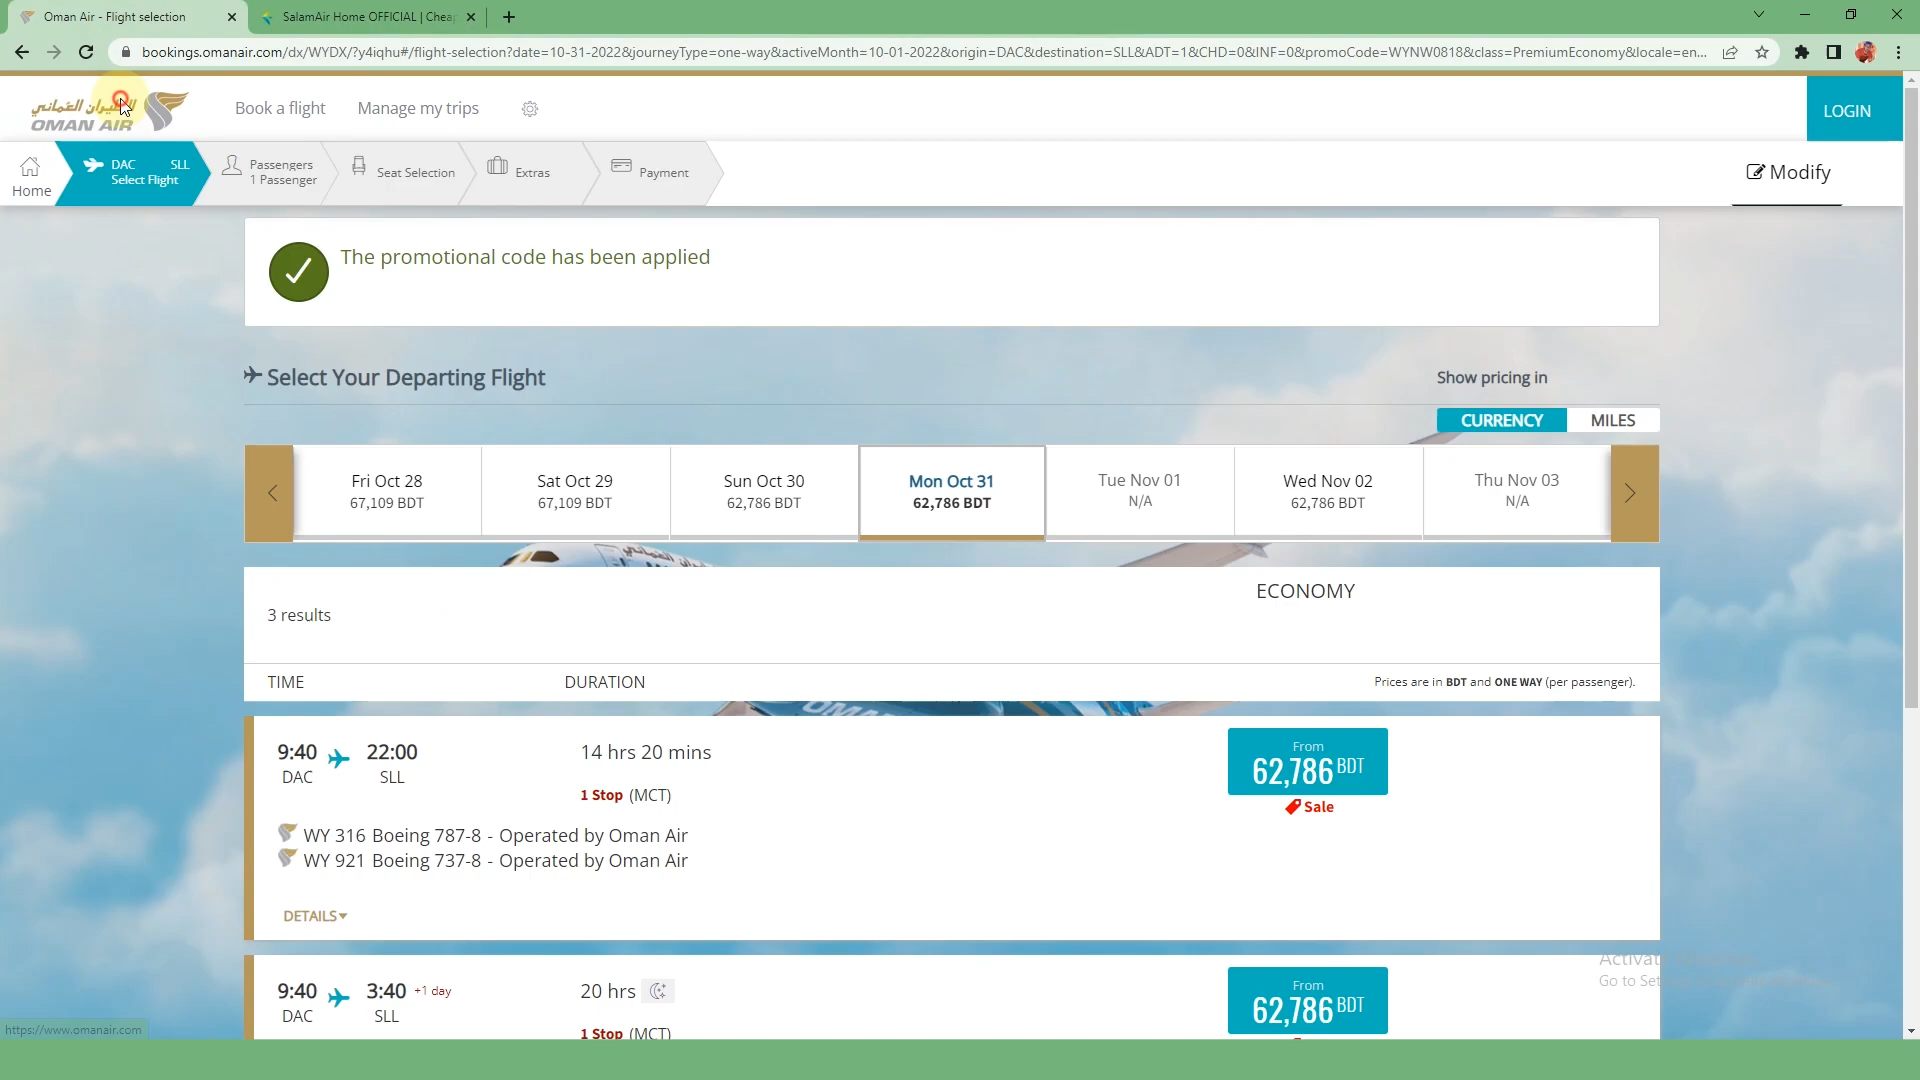 Oman Air - Flight selection
SalamAir Home OFFICIAL | Cheap
bookings.omanair.com/dx/WYDX/?y4iqhu#/flight-selection?date=10-31-2022&journeyType=one-way&activeMonth=10-01-2022&origin=DAC&destination=SLL&ADT=1&CHD=0&INF=0&promoCode=WYNW0818&class=PremiumEconomy&locale=en...
العُماني
OMAN AIR
Book a flight
Manage my trips
LOGIN
Home
DAC SLL
Select Flight
Passengers
1 Passenger
Seat Selection
Extras
Payment
Modify
The promotional code has been applied
Select Your Departing Flight
Show pricing in
CURRENCY MILES
Fri Oct 28
67,109 BDT
Sat Oct 29
67,109 BDT
Sun Oct 30
62,786 BDT
Mon Oct 31
62,786 BDT
Tue Nov 01
N/A
Wed Nov 02
62,786 BDT
Thu Nov 03
N/A
ECONOMY
3 results
TIME
DURATION
Prices are in BDT and ONE WAY (per passenger).
9:40
DAC
22:00
SLL
14 hrs 20 mins
1 Stop (MCT)
From
62,786 BDT
Sale
WY 316 Boeing 787-8 - Operated by Oman Air
WY 921 Boeing 737-8 - Operated by Oman Air
DETAILS
9:40
DAC
3:40 +1 day
SLL
20 hrs
1 Stop (MCT)
From
62,786 BDT
Go to
https://www.omanair.com